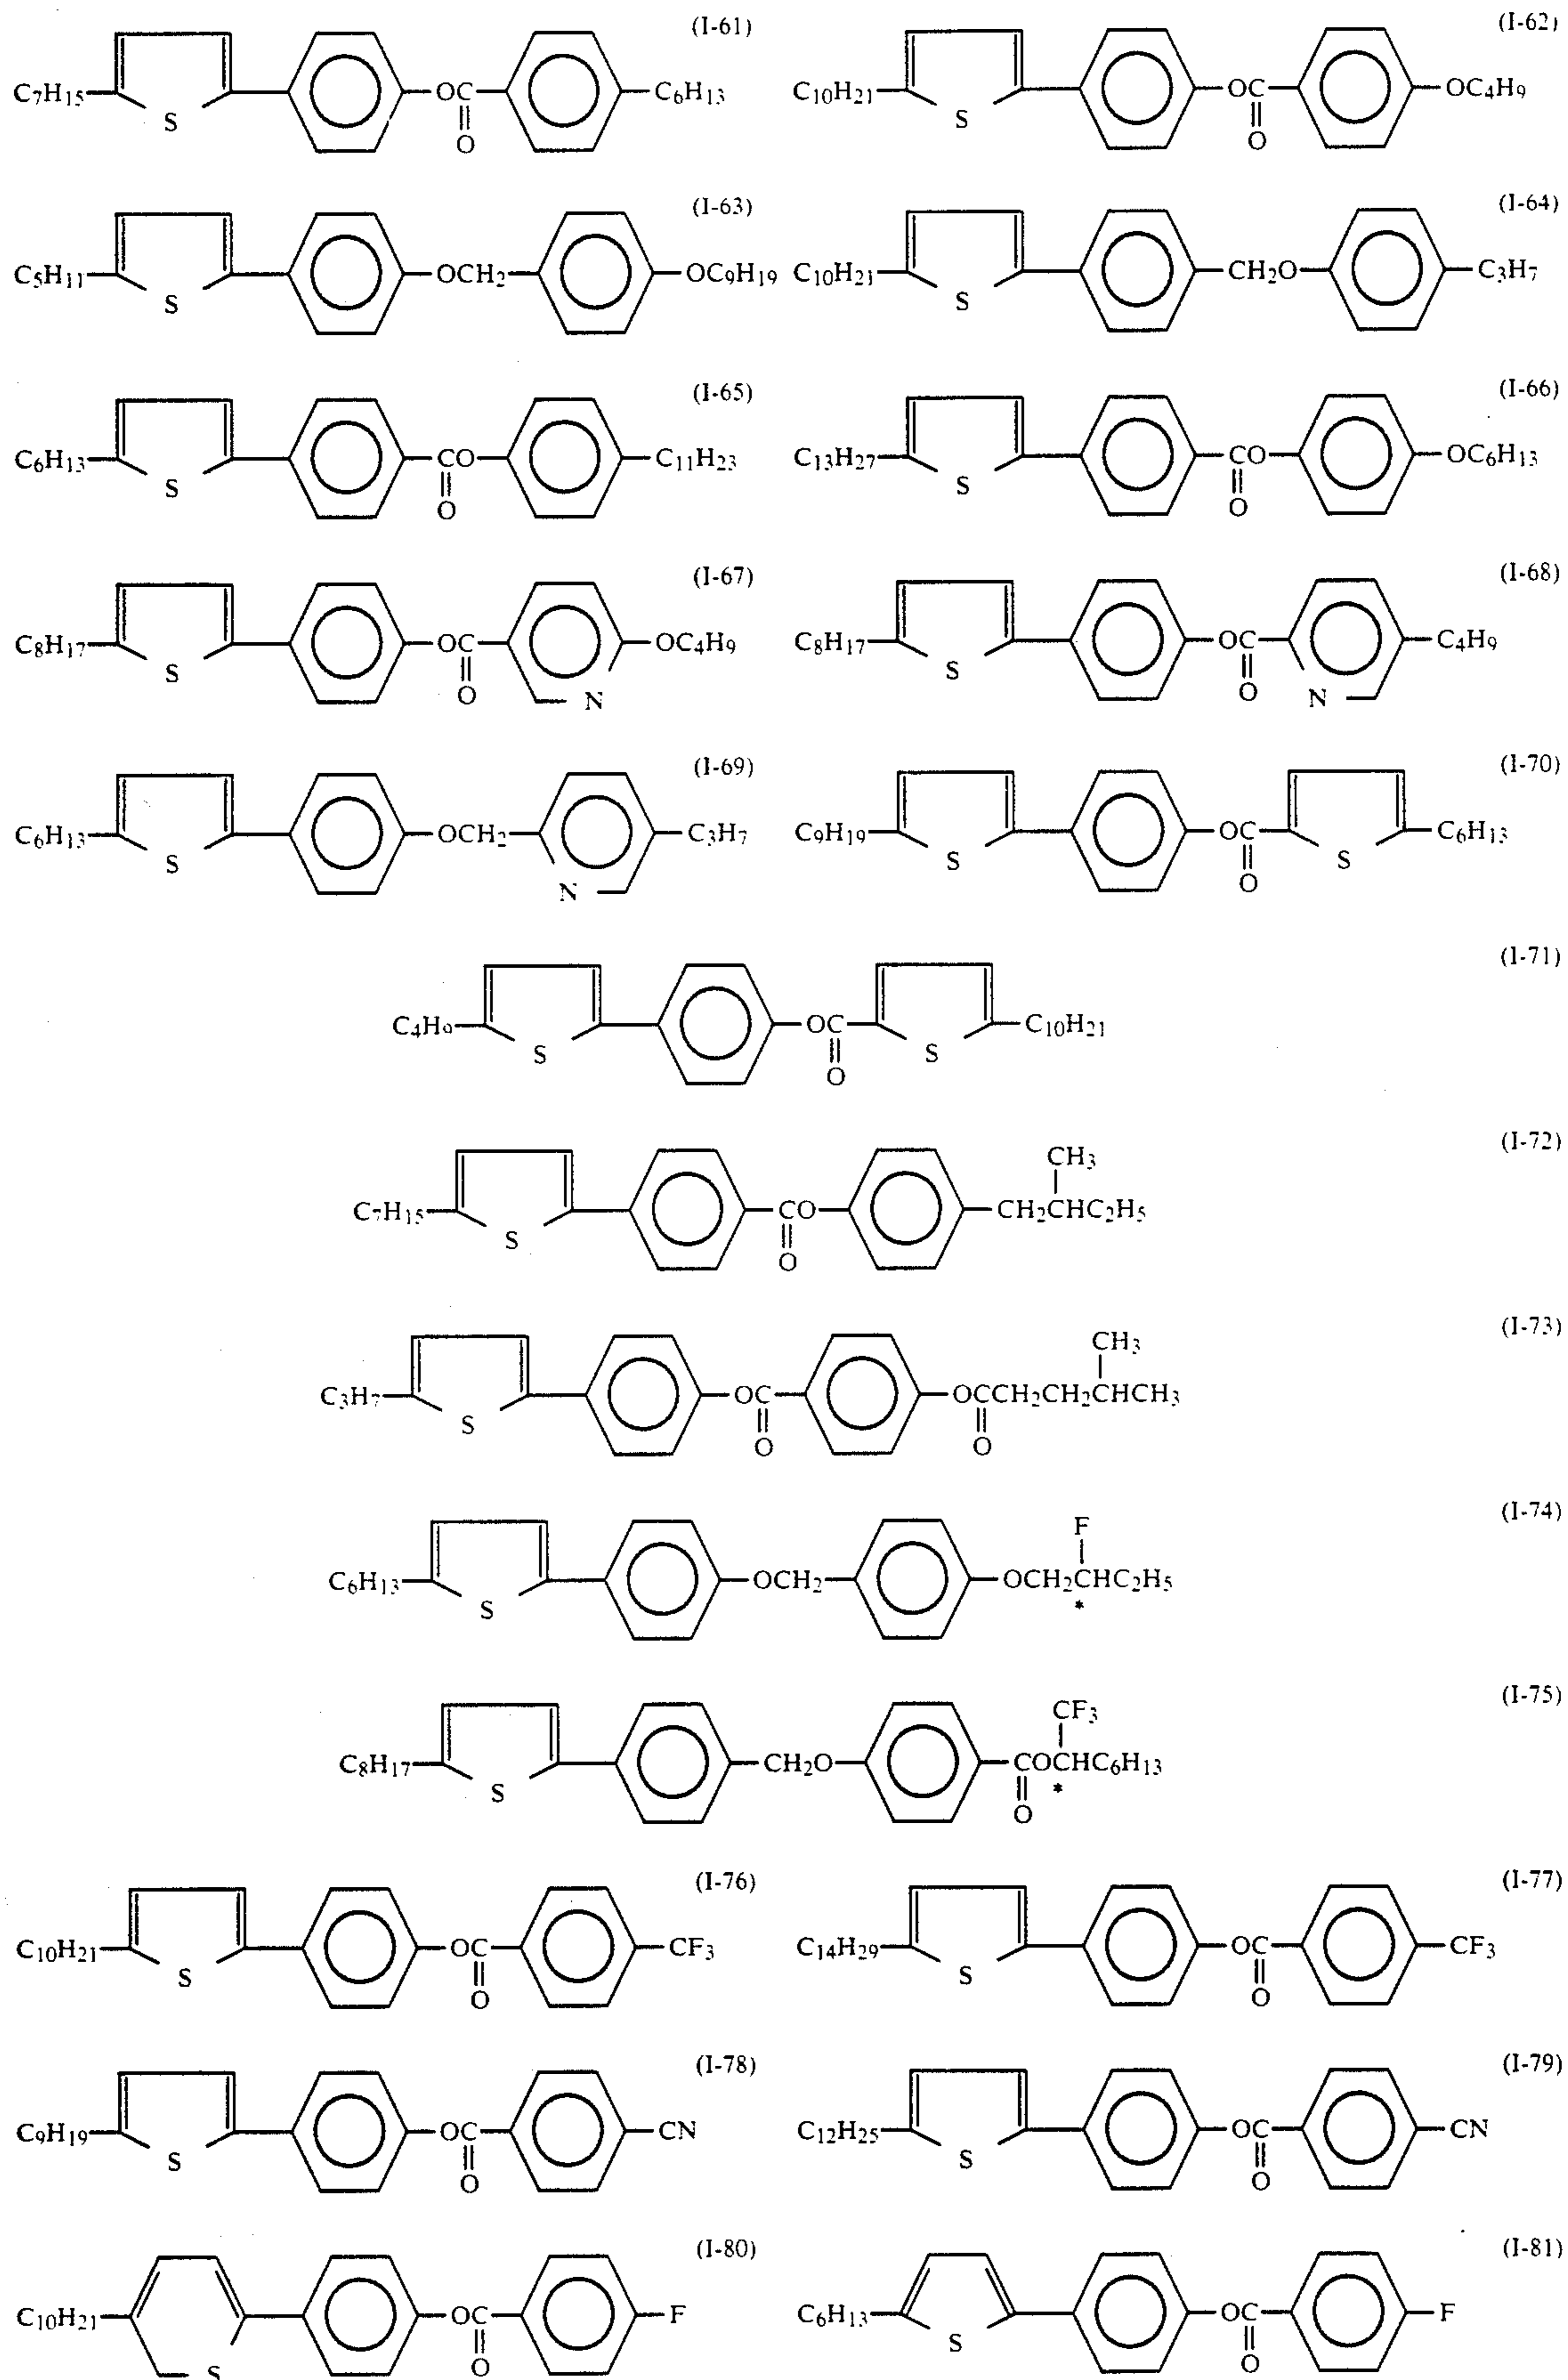 (I-61) (I-62)
C7H15 S OC O C6H13 C10H21 S OC O OC4H9
(I-63) (I-64)
C5H11 S OCH2 OC9H19 C10H21 S CH2O C3H7
(I-65) (I-66)
C6H13 S CO O C11H23 C13H27 S CO O OC6H13
(I-67) (I-68)
C8H17 S OC O N OC4H9 C8H17 S OC O N C4H9
(I-69) (I-70)
C6H13 S OCH2 N C3H7 C9H19 S OC O S C6H13
(I-71)
C4H9 S OC O S C10H21
(I-72)
CH3
C7H15 S CO O CH2CHC2H5
(I-73)
CH3
C3H7 S OC O OCCH2CH2CHCH3 O
(I-74)
F
C6H13 S OCH2 OCH2CHC2H5
*
(I-75)
CF3
C8H17 S CH2O COCHC6H13
O *
(I-76) (I-77)
C10H21 S OC O CF3 C14H29 S OC O CF3
(I-78) (I-79)
C9H19 S OC O CN C12H25 S OC O CN
(I-80) (I-81)
C10H21 S OC O F C6H13 S OC O F